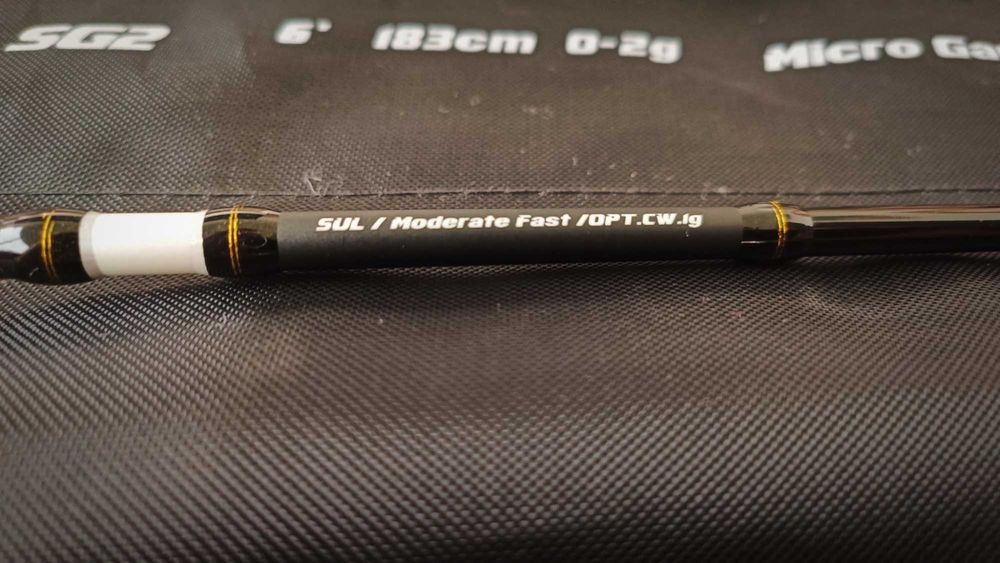 SG2 6' 183cm 0-2g Micro Ga
SUL / Moderate Fast /OPT.CW.1g